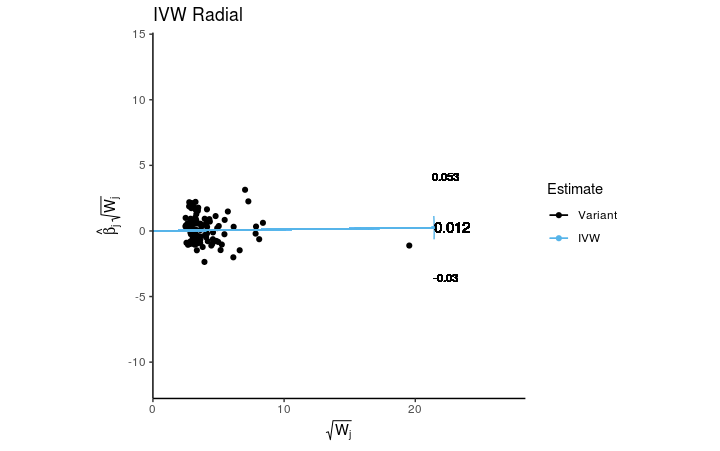 IVW Radial
15
10
5
0
-5
-10
β̂j√Wj
0.053
0.012
-0.03
Estimate
Variant
IVW
0
10
20
√Wj